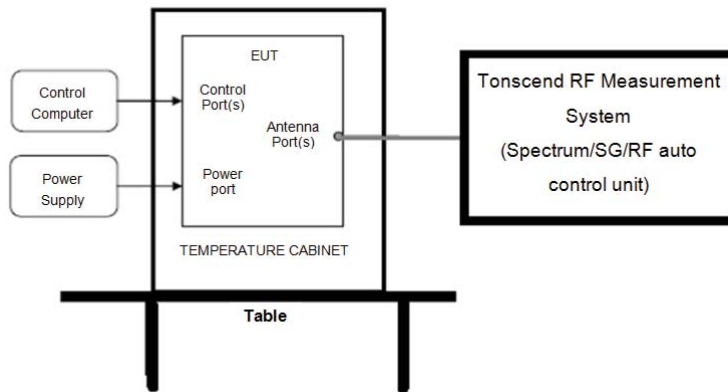 EUT
Control
Computer
Control
Port(s)
Antenna
Port(s)
Power
Supply
Power
port
TEMPERATURE CABINET
Table
Tonscend RF Measurement
System
(Spectrum/SG/RF auto
control unit)